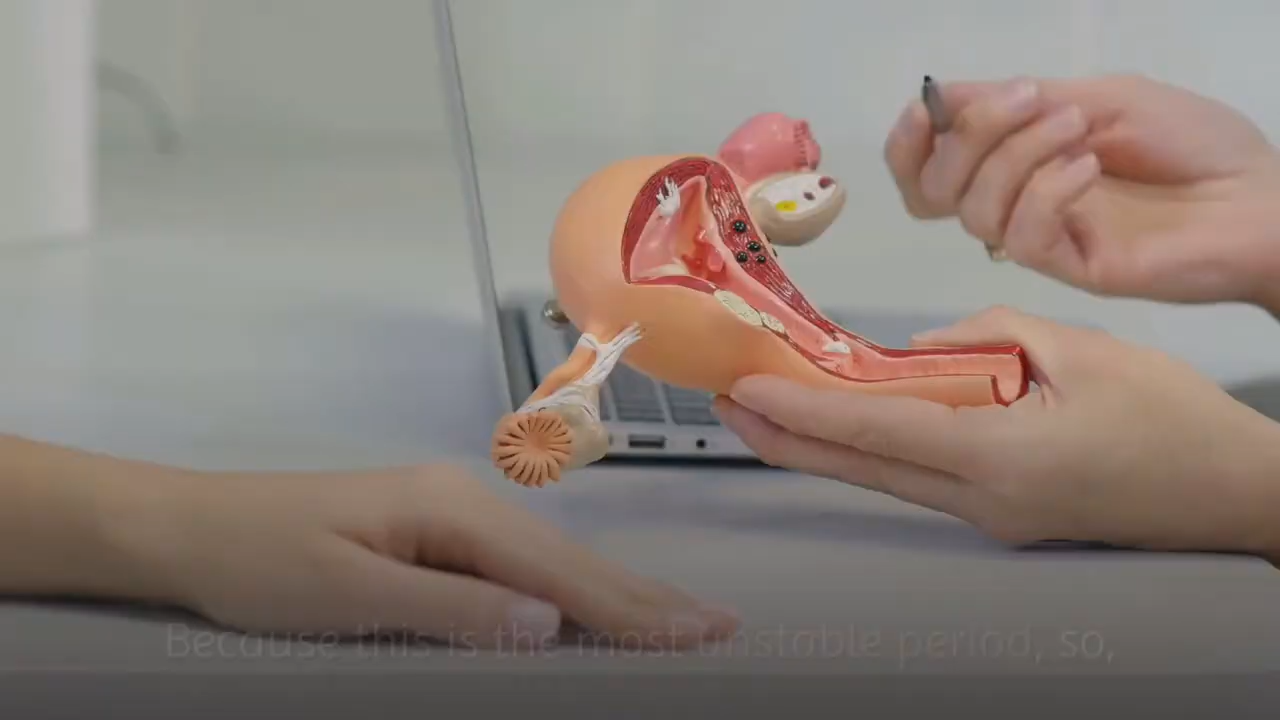 Because this is the most unstable period, so,